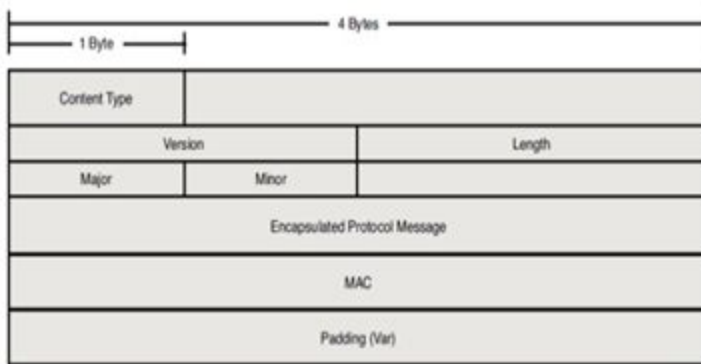 4 Bytes
1 Byte
Content Type
Version Length
Major Minor
Encapsulated Protocol Message
MAC
Padding (Var)